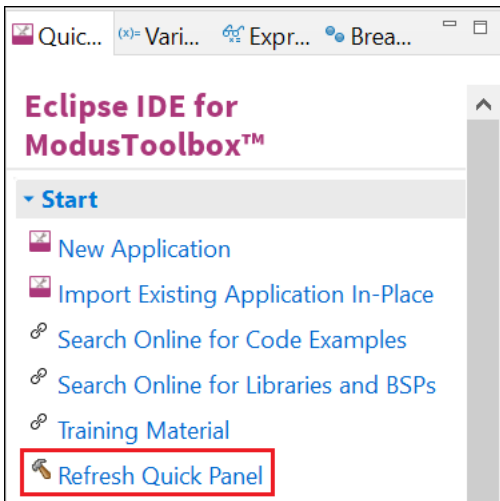 Quic... (x)= Vari... Expr... Brea...
Eclipse IDE for
ModusToolbox™
Start
New Application
Import Existing Application In-Place
Search Online for Code Examples
Search Online for Libraries and BSPs
Training Material
Refresh Quick Panel